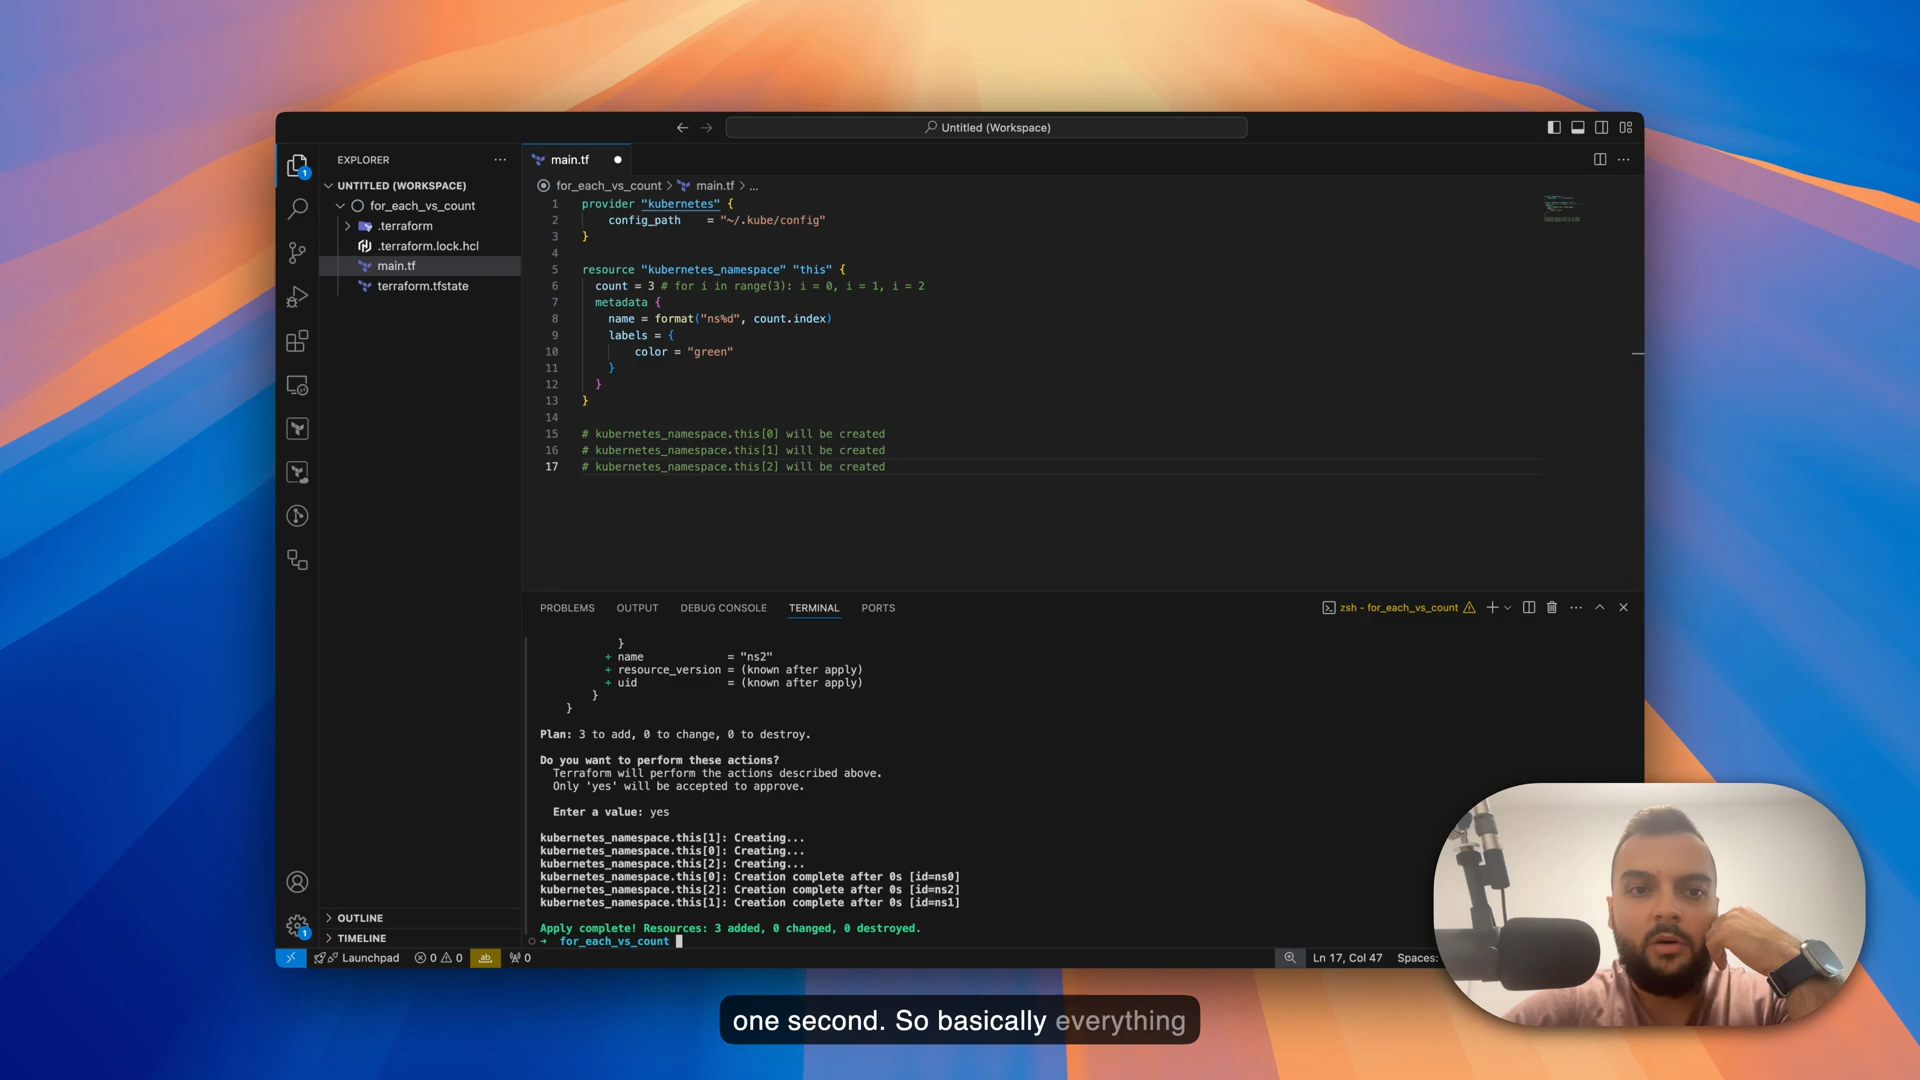 Untitled (Workspace)
EXPLORER
UNTITLED (WORKSPACE)
for_each_vs_count
.terraform
.terraform.lock.hcl
main.tf
terraform.tfstate
OUTLINE
TIMELINE
main.tf
for_each_vs_count > main.tf > ...
1 provider "kubernetes" {
2 config_path = "~/.kube/config"
3 }
4
5 resource "kubernetes_namespace" "this" {
6 count = 3 # for i in range(3): i = 0, i = 1, i = 2
7 metadata {
8 name = format("ns%d", count.index)
9 labels = {
10 color = "green"
11 }
12 }
13 }
14
15 # kubernetes_namespace.this[0] will be created
16 # kubernetes_namespace.this[1] will be created
17 # kubernetes_namespace.this[2] will be created
PROBLEMS OUTPUT DEBUG CONSOLE TERMINAL PORTS
zsh - for_each_vs_count
}
+ name = "ns2"
+ resource_version = (known after apply)
+ uid = (known after apply)
}
}
Plan: 3 to add, 0 to change, 0 to destroy.
Do you want to perform these actions?
Terraform will perform the actions described above.
Only 'yes' will be accepted to approve.
Enter a value: yes
kubernetes_namespace.this[1]: Creating...
kubernetes_namespace.this[0]: Creating...
kubernetes_namespace.this[2]: Creating...
kubernetes_namespace.this[0]: Creation complete after 0s [id=ns0]
kubernetes_namespace.this[2]: Creation complete after 0s [id=ns2]
kubernetes_namespace.this[1]: Creation complete after 0s [id=ns1]
Apply complete! Resources: 3 added, 0 changed, 0 destroyed.
→ for_each_vs_count
Launchpad 0 0 ab 0
Ln 17, Col 47 Spaces:
one second. So basically everything